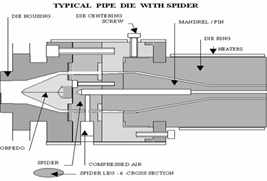 TYPICAL PIPE DIE WITH SPIDER
DIE HOUSING
DIE CENTERING
SCREW
MANDREL / PIN
DIE RING
HEATERS
ORPEDO
SPIDER
COMPRESSED AIR
SPIDER LEG - 6 -CROSS SECTION